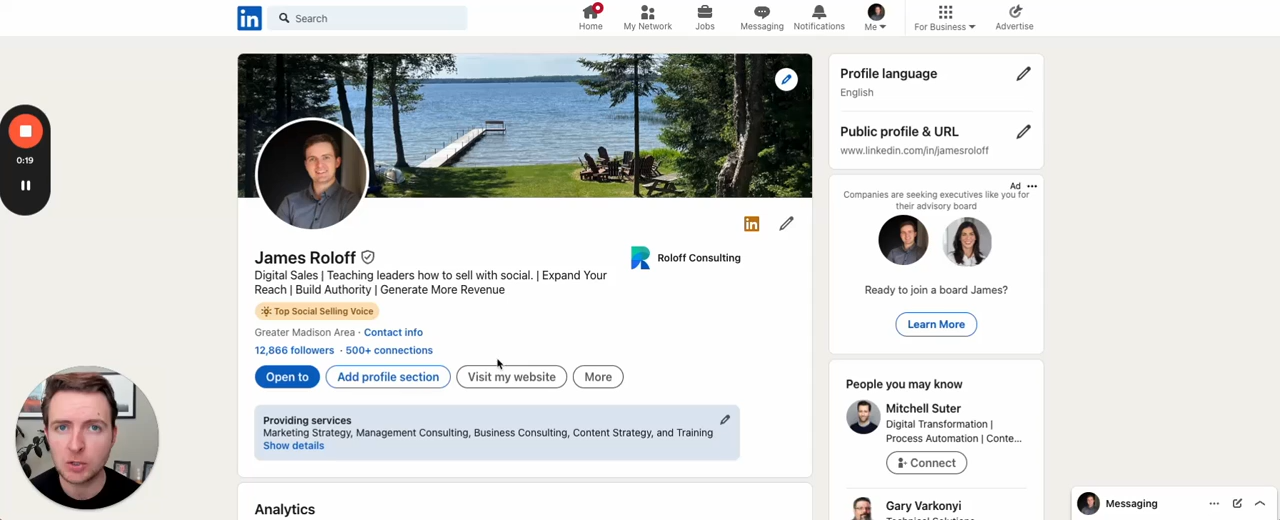 in
Search
Home
My Network
Jobs
Messaging
Notifications
Me
For Business
Advertise
0:19
in
James Roloff
Digital Sales | Teaching leaders how to sell with social. | Expand Your
Reach | Build Authority | Generate More Revenue
Top Social Selling Voice
Greater Madison Area · Contact info
12,866 followers · 500+ connections
Roloff Consulting
Open to
Add profile section
Visit my website
More
Providing services
Marketing Strategy, Management Consulting, Business Consulting, Content Strategy, and Training
Show details
Analytics
Profile language
English
Public profile & URL
www.linkedin.com/in/jamesroloff
Ad
Companies are seeking executives like you for
their advisory board
Ready to join a board James?
Learn More
People you may know
Mitchell Suter
Digital Transformation |
Process Automation | Conte...
Connect
Gary Varkonyi
Technical Solutions
Messaging